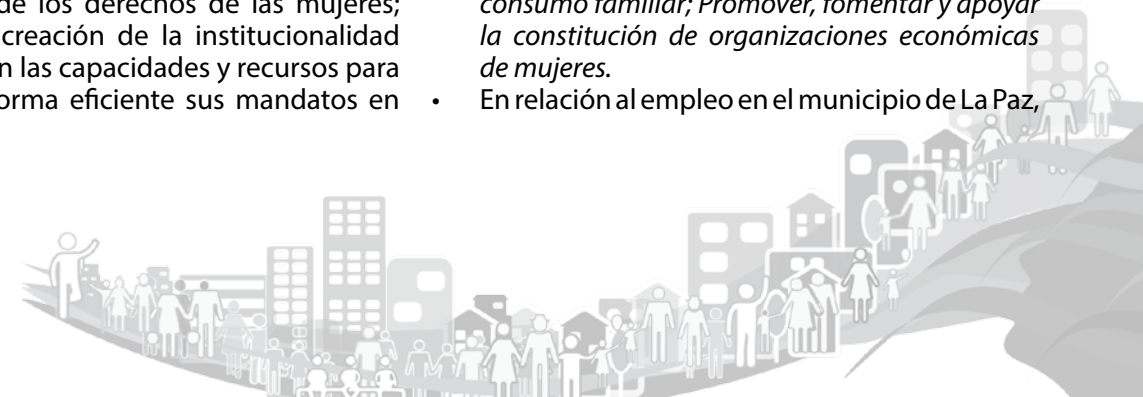 de los derechos de las mujeres;
creación de la institucionalidad
n las capacidades y recursos para
orma eficiente sus mandatos en
consumo familiar; Promover, fomentar y apoyar
la constitución de organizaciones económicas
de mujeres.
• En relación al empleo en el municipio de La Paz,